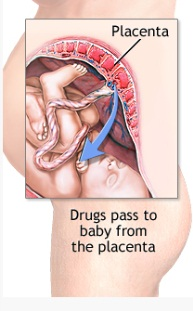 Placenta
Drugs pass to
baby from
the placenta